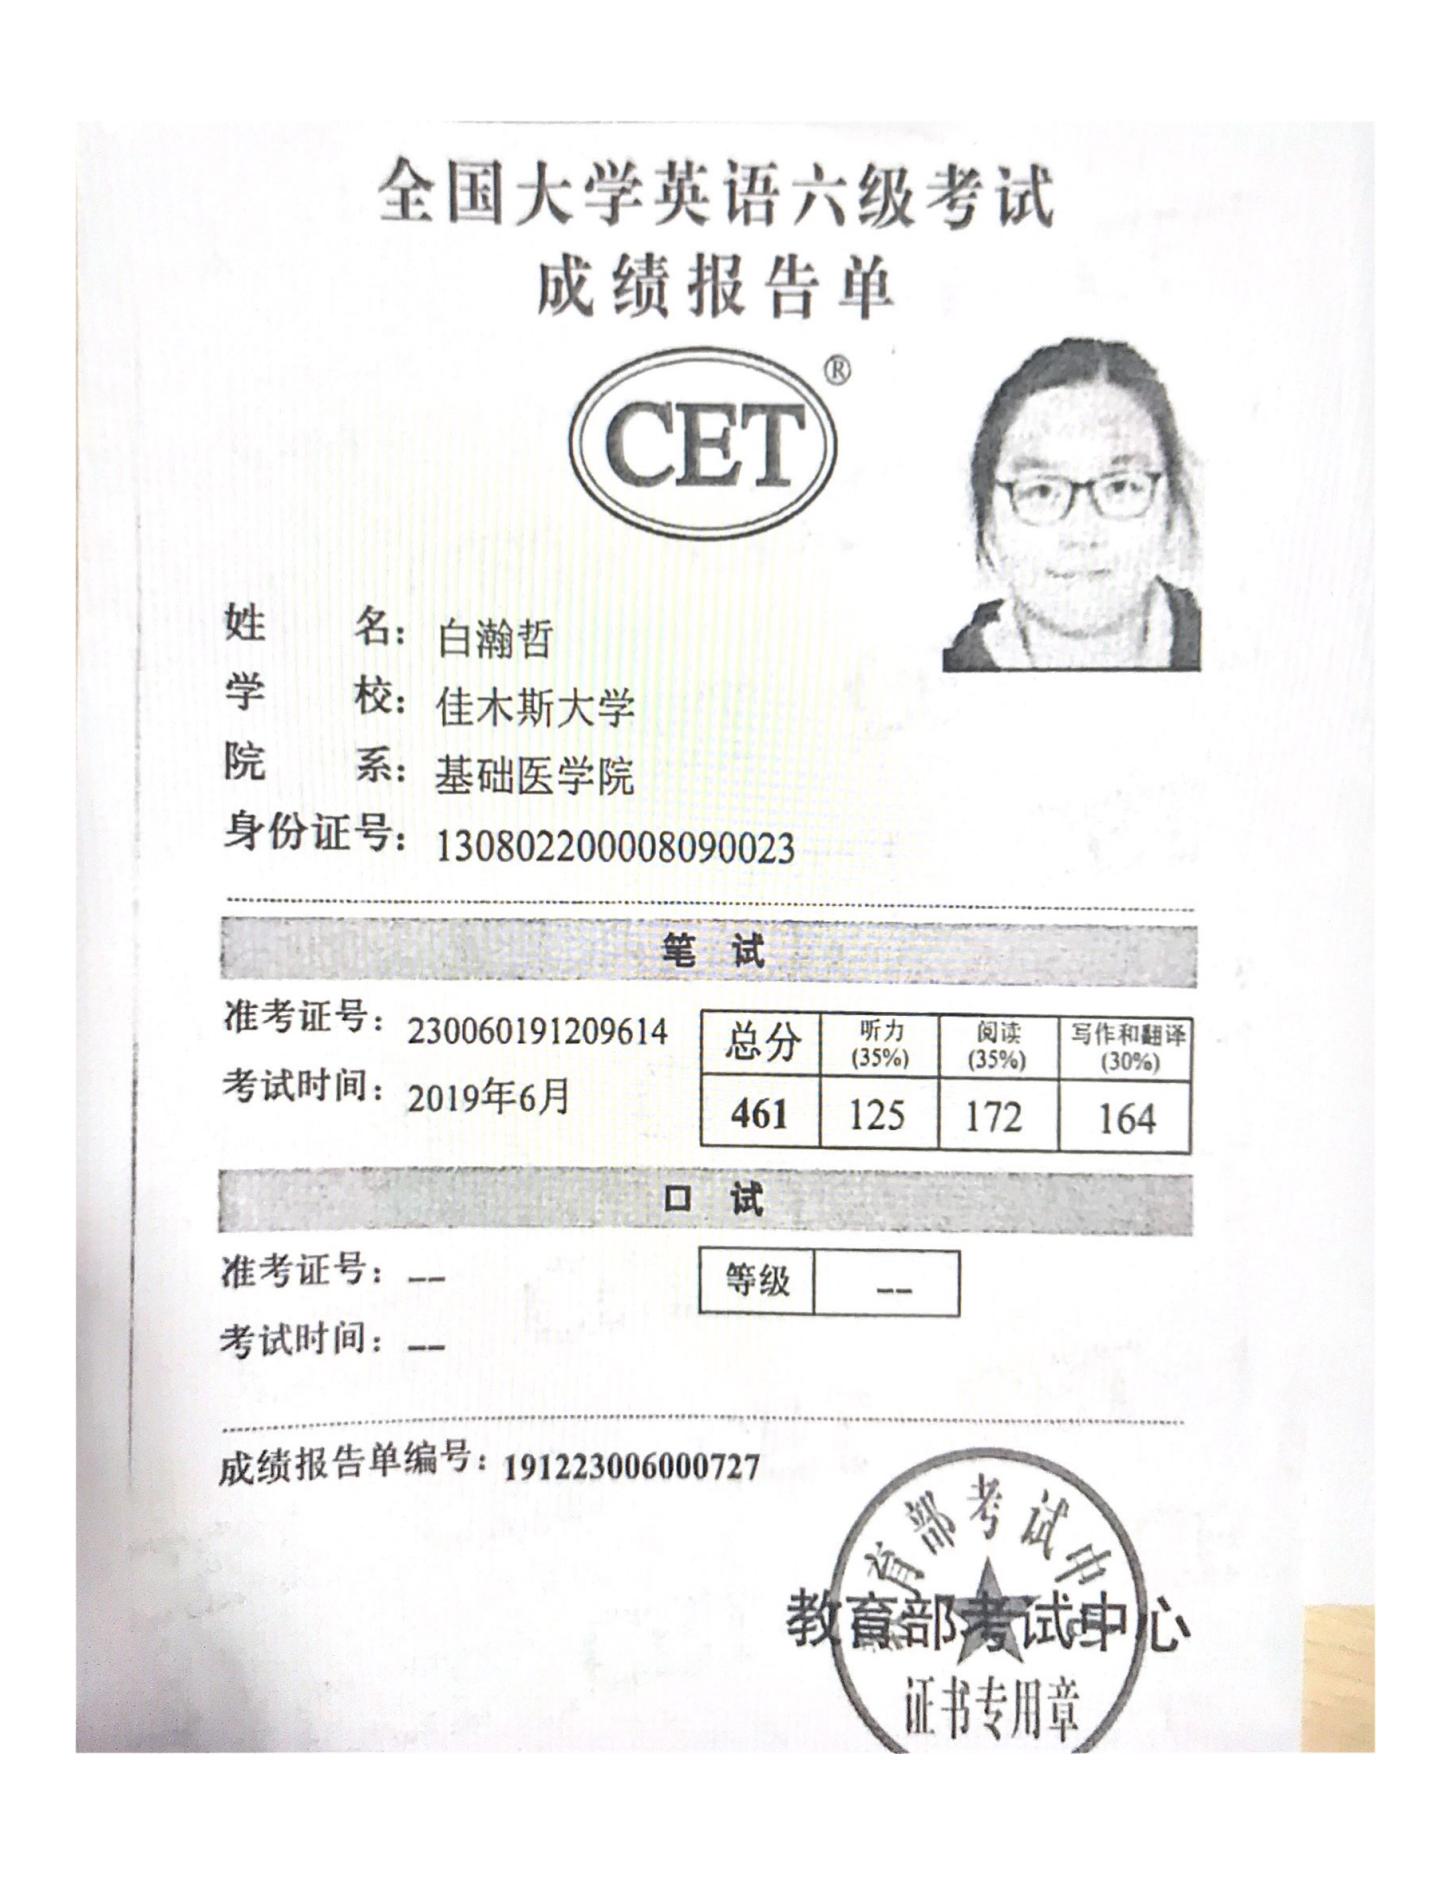 全国大学英语六级考试
成绩报告单
CET®
姓 名：白瀚哲
学 校：佳木斯大学
院 系：基础医学院
身份证号：130802200008090023
笔 试
准考证号：230060191209614
考试时间：2019年6月
总分 听力(35%) 阅读(35%) 写作和翻译(30%)
461 125 172 164
口 试
准考证号：--
考试时间：--
等级 --
成绩报告单编号：191223006000727
教育部考试中心
教育部考试中心
证书专用章